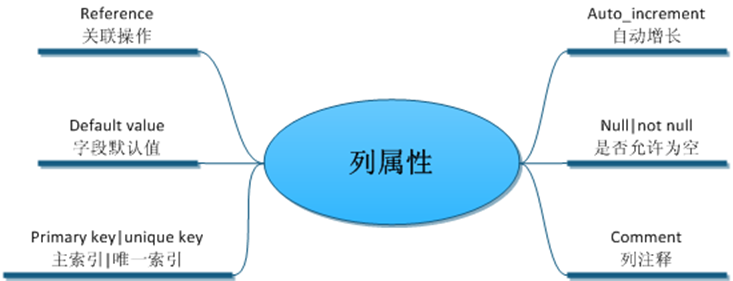 Reference
关联操作
Default value
字段默认值
Primary key|unique key
主索引|唯一索引
列属性
Auto_increment
自动增长
Null|not null
是否允许为空
Comment
列注释